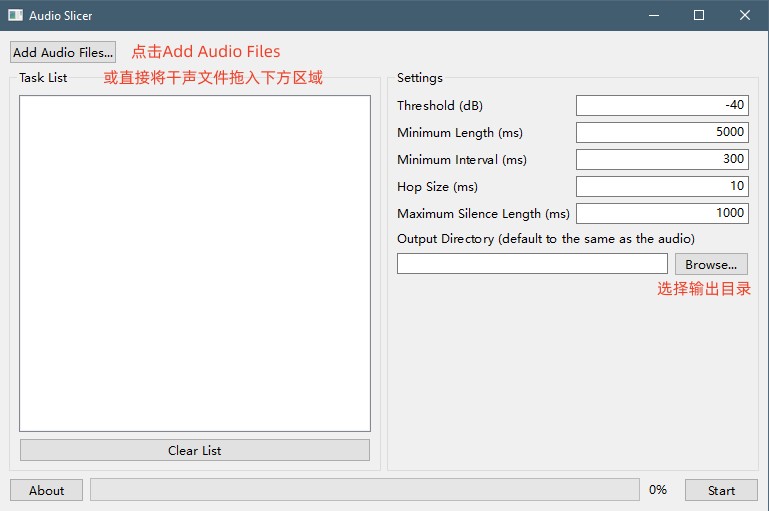 Audio Slicer
Add Audio Files...
点击Add Audio Files
Task List
或直接将干声文件拖入下方区域
Clear List
Settings
Threshold (dB)
-40
Minimum Length (ms)
5000
Minimum Interval (ms)
300
Hop Size (ms)
10
Maximum Silence Length (ms)
1000
Output Directory (default to the same as the audio)
Browse...
选择输出目录
About
0%
Start